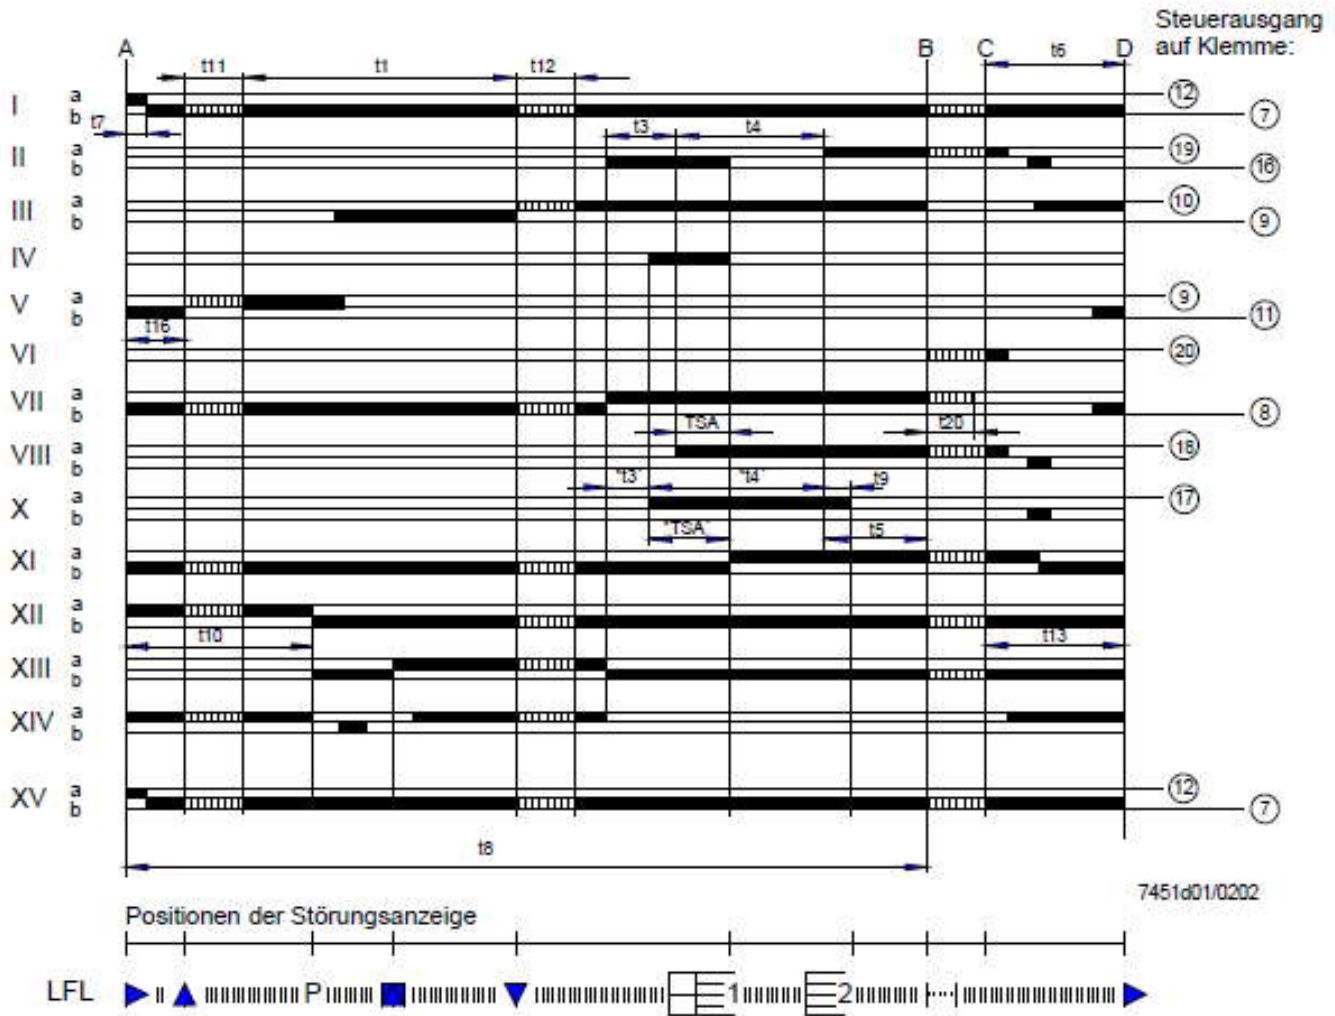 Steuerausgang
auf Klemme:
A B C D
t11 t1 t12 t6
I a 12
b 7
t7 t3 t4
II a 19
b 16
III a 10
b 9
IV
V a 9
b 11
t16
VI 20
VII a
b 8
TSA t20
VIII a 18
b
"t3" "t4" t9
X a 17
b
"TSA" t5
XI a
b
XII a
b
t10 t13
XIII a
b
XIV a
b
XV a 12
b 7
t8
7451d01/0202
Positionen der Störungsanzeige
LFL P 1 2